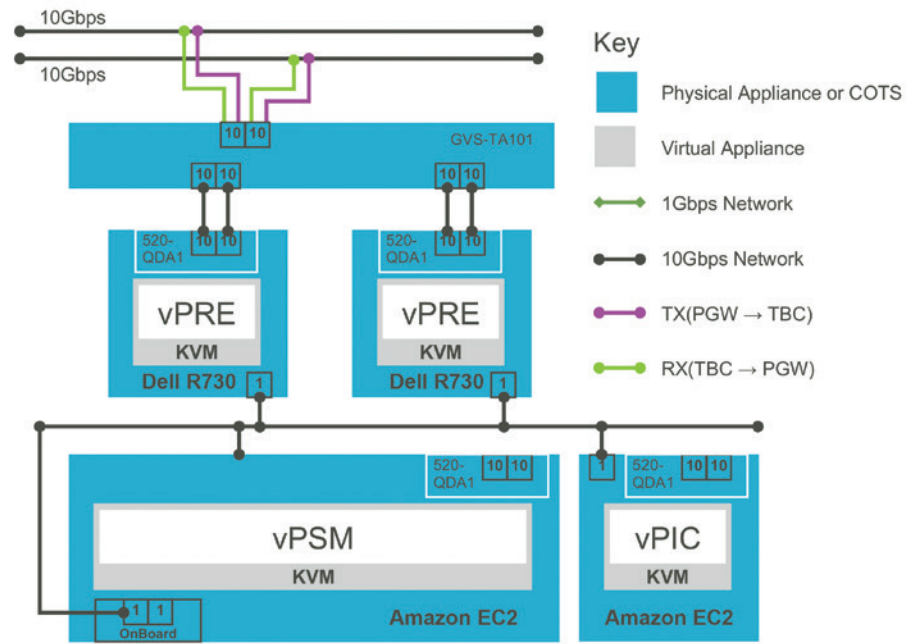 10Gbps
10Gbps
10 10
GVS-TA101
10 10
10 10
520-
QDA1
10 10
520-
QDA1
10 10
vPRE
KVM
Dell R730
1
vPRE
KVM
Dell R730
1
520-
QDA1
10 10
vPSM
KVM
1 1
OnBoard
Amazon EC2
1
520-
QDA1
10 10
vPIC
KVM
Amazon EC2
Key
Physical Appliance or COTS
Virtual Appliance
1Gbps Network
10Gbps Network
TX(PGW → TBC)
RX(TBC → PGW)